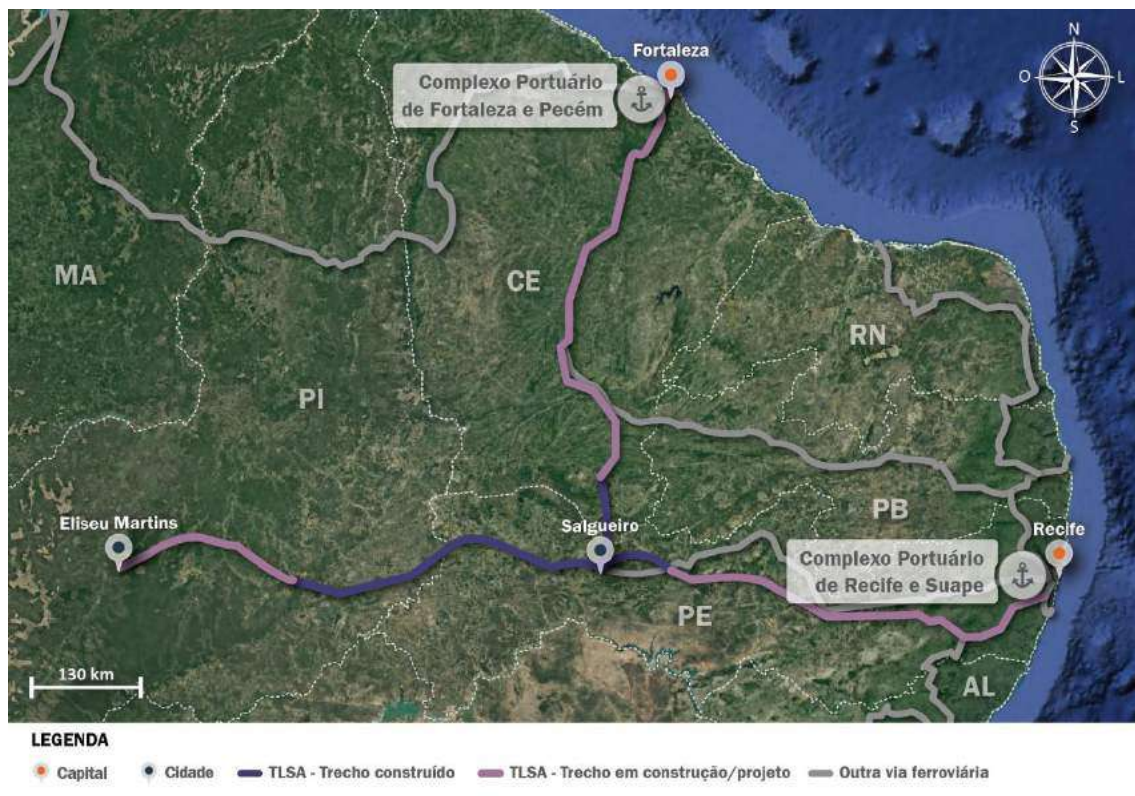 Fortaleza
N
O
L
S
Complexo Portuário
de Fortaleza e Pecém
MA
CE
RN
PI
Eliseu Martins
Salgueiro
PB
Recife
Complexo Portuário
de Recife e Suape
PE
AL
130 km
LEGENDA
Capital
Cidade
TLSA - Trecho construído
TLSA - Trecho em construção/projeto
Outra via ferroviária